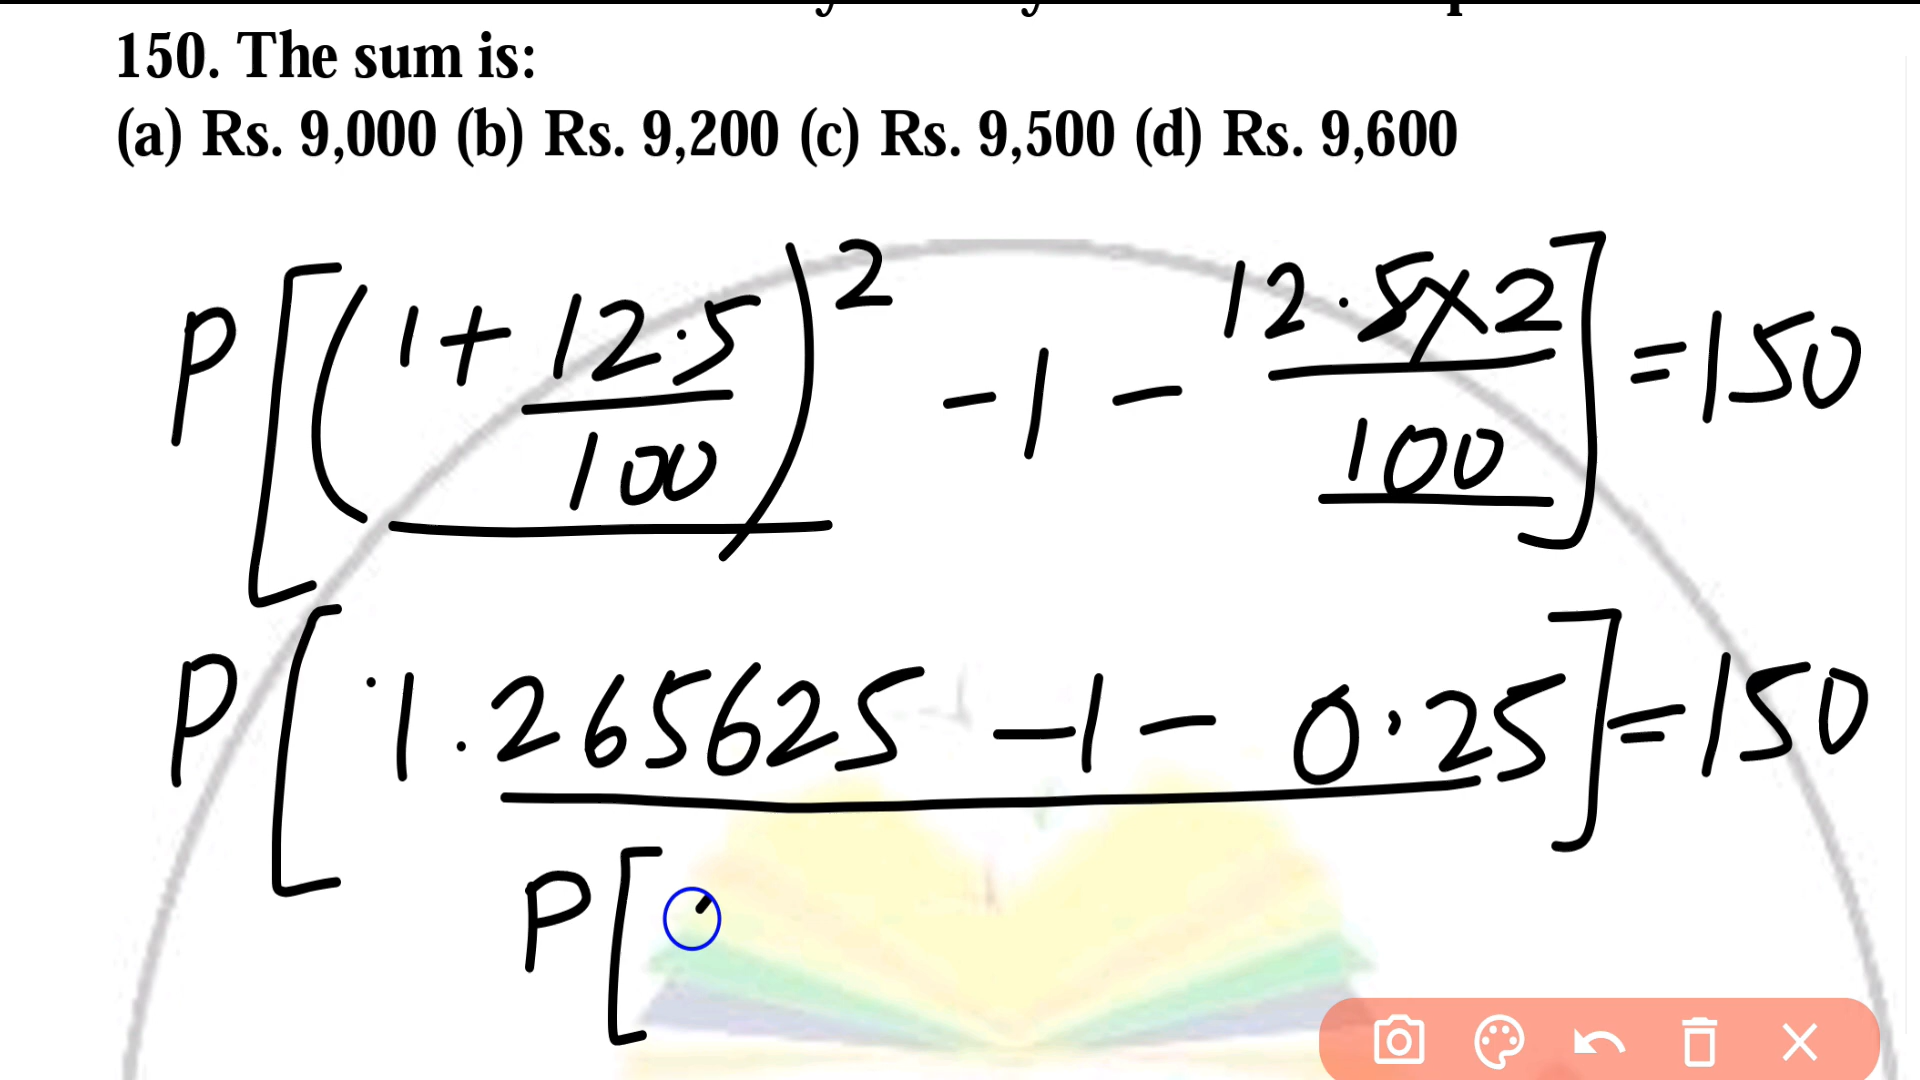 150. The sum is:
(a) Rs. 9,000 (b) Rs. 9,200 (c) Rs. 9,500 (d) Rs. 9,600
P[(1+12.5/100)² -1 - 12.5×2/100] =150
P[1.265625 -1- 0.25]=150
P[